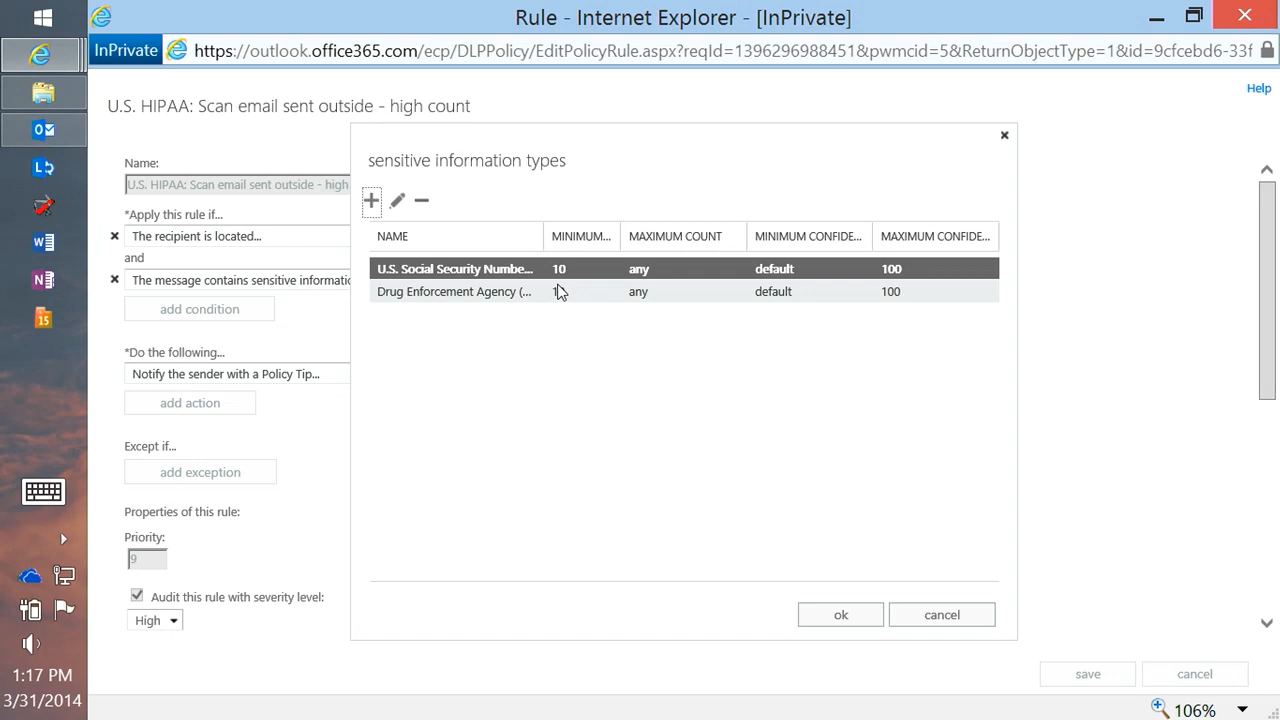 Rule - Internet Explorer - [InPrivate]
InPrivate https://outlook.office365.com/ecp/DLPPolicy/EditPolicyRule.aspx?reqId=1396296988451&pwmcid=5&ReturnObjectType=1&id=9cfcebd6-33f
Help
U.S. HIPAA: Scan email sent outside - high count
Name:
U.S. HIPAA: Scan email sent outside - high
*Apply this rule if...
The recipient is located...
and
The message contains sensitive informatio
add condition
*Do the following...
Notify the sender with a Policy Tip...
add action
Except if...
add exception
Properties of this rule:
Priority:
9
Audit this rule with severity level:
High
sensitive information types
NAME MINIMUM... MAXIMUM COUNT MINIMUM CONFIDE... MAXIMUM CONFIDE...
U.S. Social Security Numbe... 10 any default 100
Drug Enforcement Agency (... any default 100
ok cancel
save cancel
15
1:17 PM
3/31/2014
106%